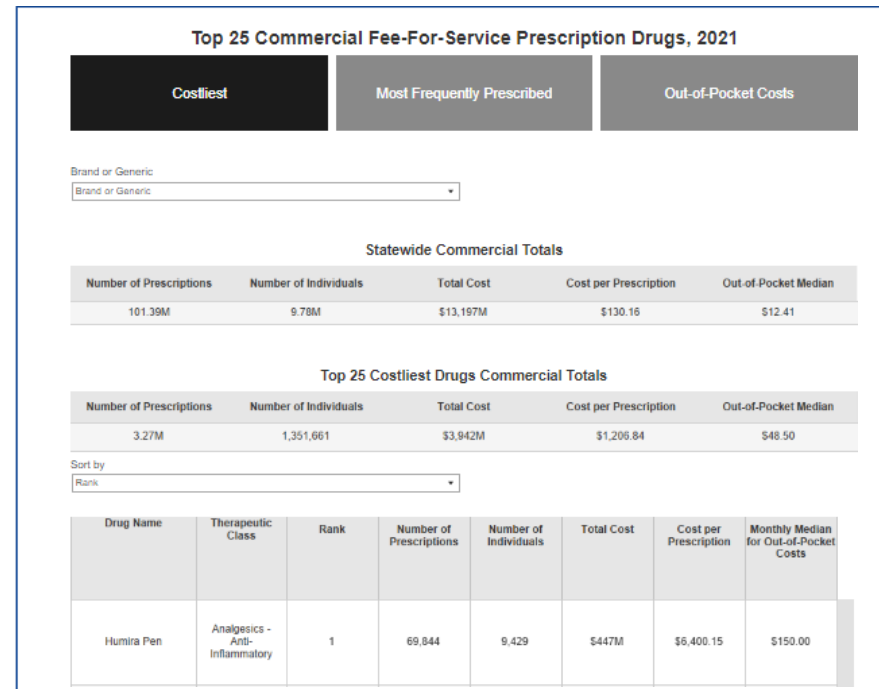 Top 25 Commercial Fee-For-Service Prescription Drugs, 2021
Costliest Most Frequently Prescribed Out-of-Pocket Costs
Brand or Generic
Brand or Generic
Statewide Commercial Totals
Number of Prescriptions Number of Individuals Total Cost Cost per Prescription Out-of-Pocket Median
101.39M 9.78M $13,197M $130.16 $12.41
Top 25 Costliest Drugs Commercial Totals
Number of Prescriptions Number of Individuals Total Cost Cost per Prescription Out-of-Pocket Median
3.27M 1,351,661 $3,942M $1,206.84 $48.50
Sort by
Rank
Drug Name Therapeutic Class Rank Number of Prescriptions Number of Individuals Total Cost Cost per Prescription Monthly Median for Out-of-Pocket Costs
Humira Pen Analgesics - Anti-Inflammatory 1 69,844 9,429 $447M $6,400.15 $150.00